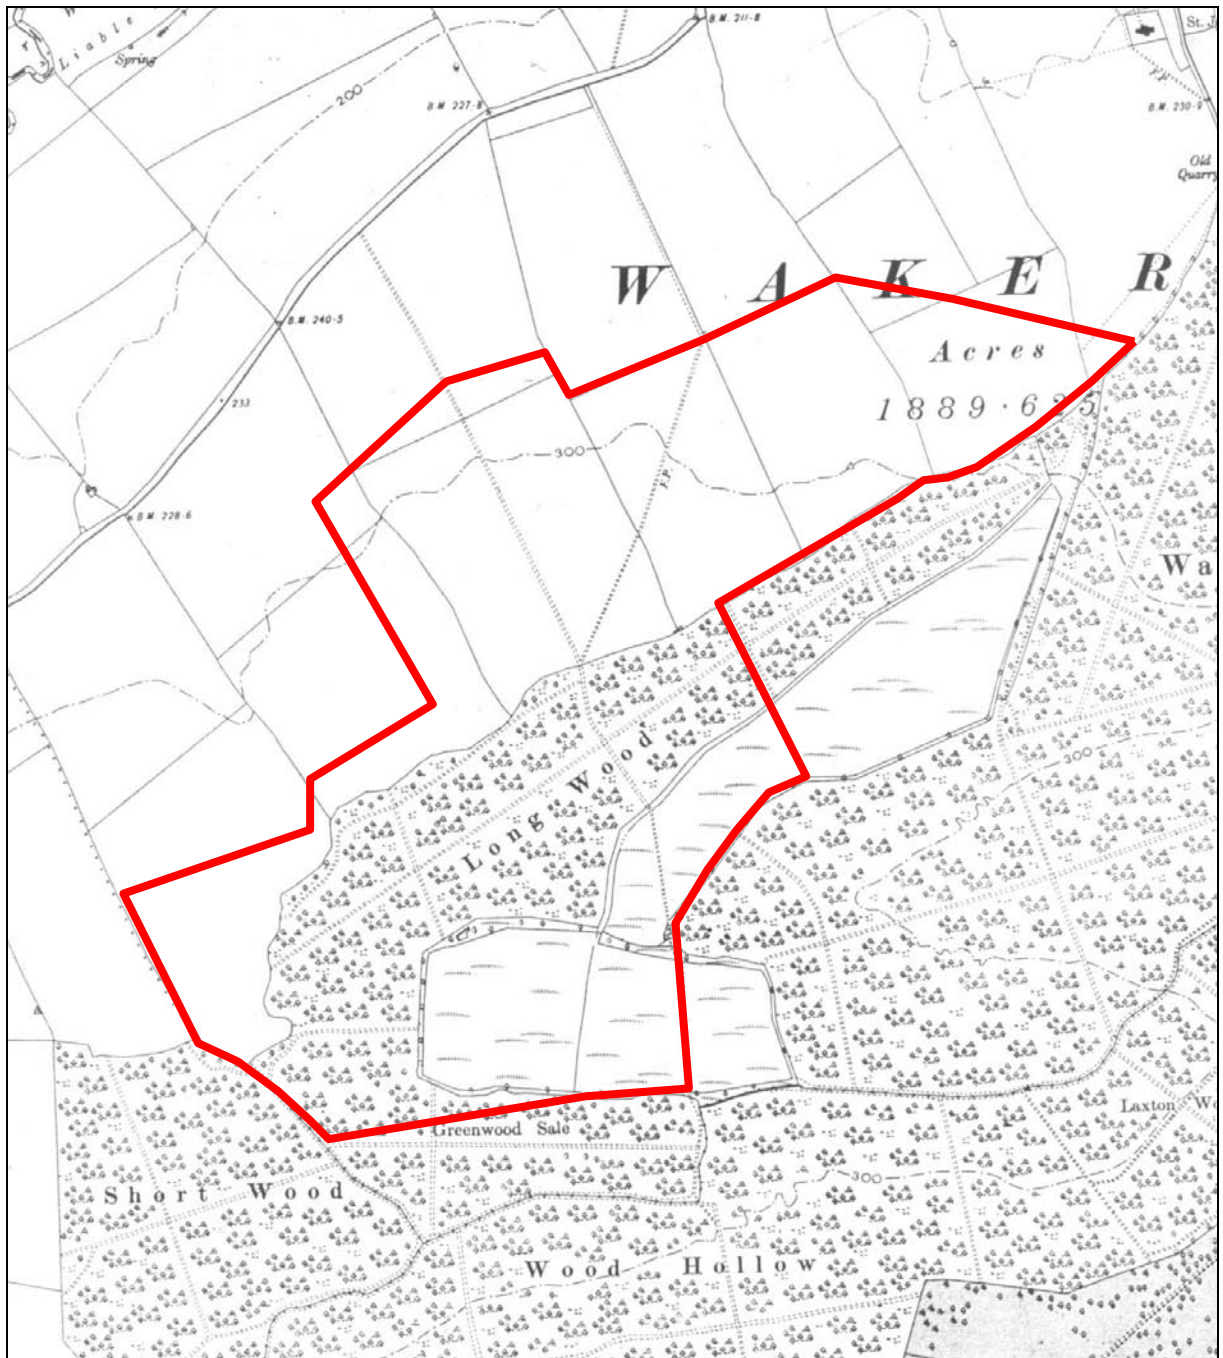 B.M. 211·8
St. J
Liable
Spring
200
B.M. 227·8
F.P.
B.M. 230·9
Old
Quarry
W A K E R
B.M. 240·5
Acres
1889·625
233
300
F.P.
B.M. 228·6
Wa
Long Wood
300
Laxton Wo
Greenwood Sale
Short Wood
300
Wood Hollow